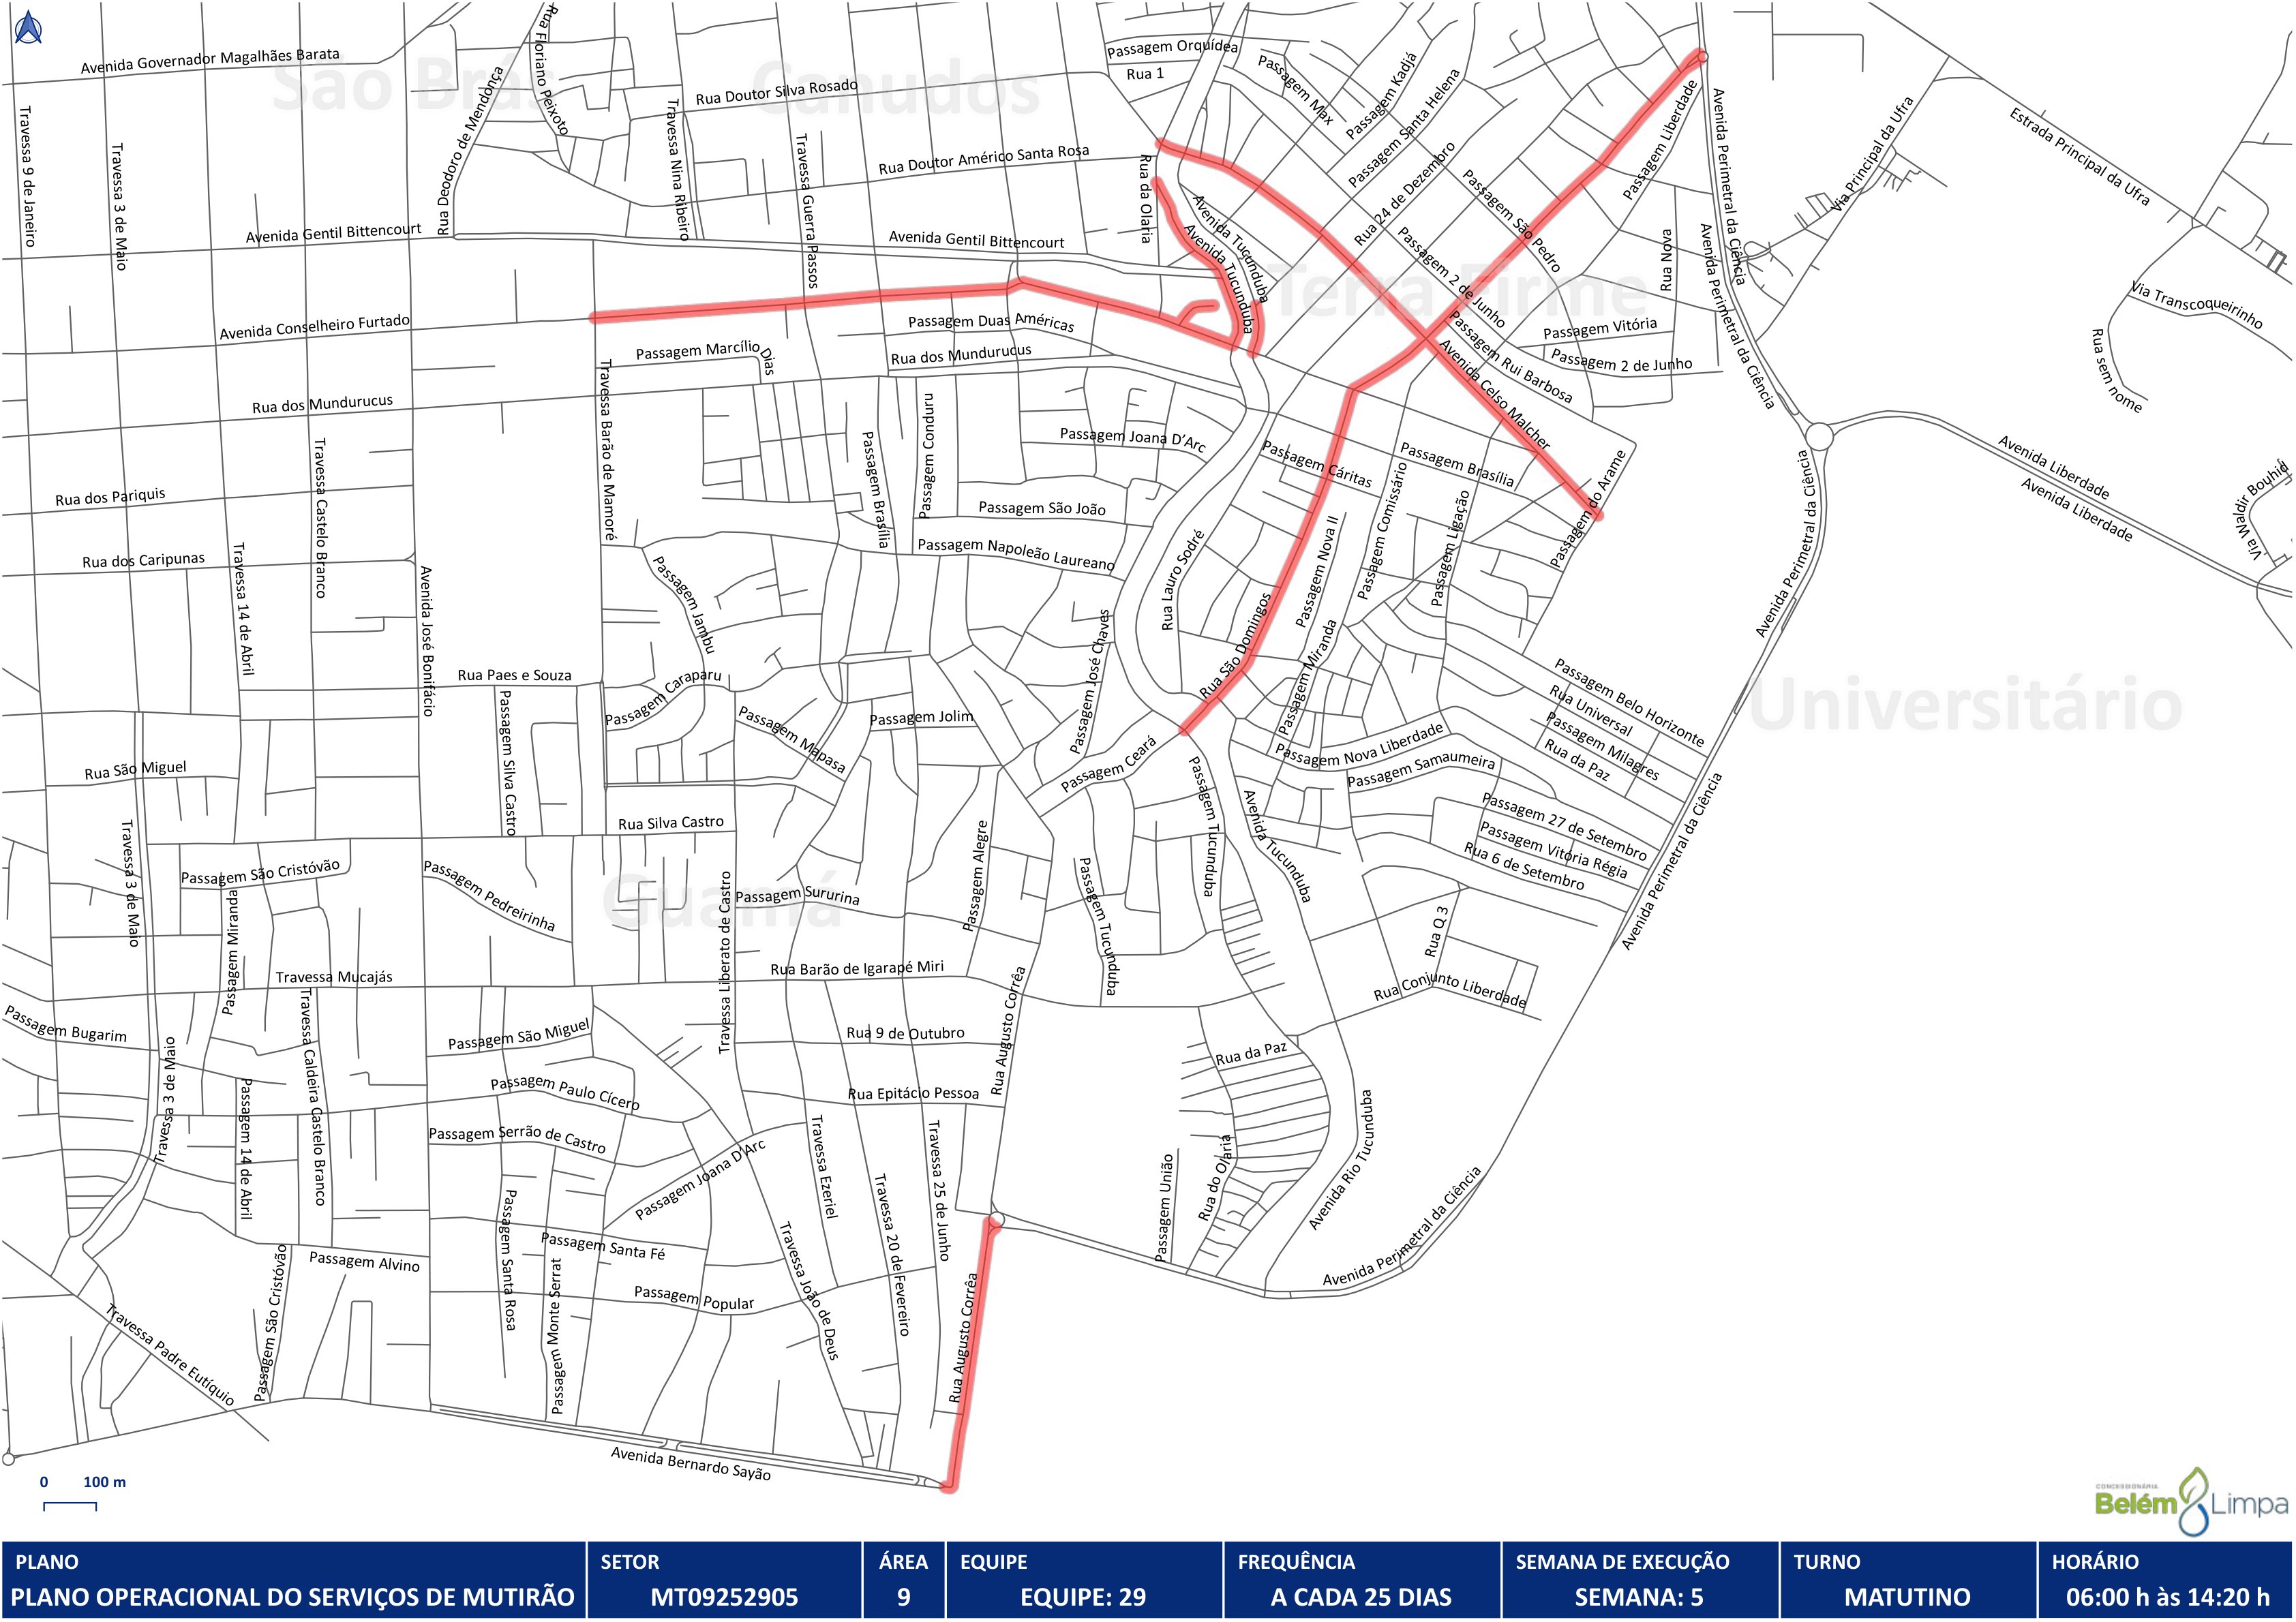 São Brás
Canudos
Terra Firme
Universitário
Guamá
Avenida Governador Magalhães Barata
Travessa 9 de Janeiro
Travessa 3 de Maio
Rua Deodoro de Mendonça
Rua Floriano Peixoto
Travessa Nina Ribeiro
Rua Doutor Silva Rosado
Travessa Guerra Passos
Rua Doutor Américo Santa Rosa
Passagem Orquídea
Rua 1
Rua da Olaria
Passagem Max
Passagem Kadjá
Passagem Santa Helena
Rua 24 de Dezembro
Passagem São Pedro
Passagem Liberdade
Avenida Perimetral da Ciência
Avenida Perimetral da Ciência
Via Principal da Ufra
Estrada Principal da Ufra
Via Transcoqueirinho
Rua sem nome
Avenida Gentil Bittencourt
Avenida Gentil Bittencourt
Avenida Tucunduba
Avenida Tucunduba
Passagem 2 de Junho
Rua Nova
Passagem Vitória
Passagem 2 de Junho
Passagem Rui Barbosa
Avenida Celso Malcher
Avenida Conselheiro Furtado
Passagem Duas Américas
Rua dos Mundurucus
Passagem Marcílio Dias
Travessa Barão de Mamoré
Rua dos Mundurucus
Passagem Conduru
Passagem Brasília
Passagem Joana D’Arc
Passagem São João
Passagem Napoleão Laureano
Passagem Cáritas
Passagem Brasília
Passagem Comissário
Passagem Ligação
Passagem do Arame
Passagem Nova II
Rua Lauro Sodré
Rua São Domingos
Passagem Miranda
Avenida Perimetral da Ciência
Avenida Liberdade
Avenida Liberdade
Via Waldir Bouhid
Rua dos Pariquis
Travessa Castelo Branco
Rua dos Caripunas
Travessa 14 de Abril
Avenida José Bonifácio
Passagem Jambu
Rua Paes e Souza
Passagem Caraparu
Passagem Silva Castro
Passagem Mapasa
Passagem Jolim
Passagem José Chaves
Passagem Ceará
Passagem Nova Liberdade
Passagem Samaumeira
Passagem Belo Horizonte
Rua Universal
Passagem Milagres
Rua da Paz
Passagem 27 de Setembro
Passagem Vitória Régia
Rua 6 de Setembro
Avenida Perimetral da Ciência
Rua São Miguel
Travessa 3 de Maio
Rua Silva Castro
Passagem São Cristóvão
Passagem Miranda
Passagem Pedreirinha
Travessa Liberato de Castro
Passagem Sururina
Passagem Alegre
Passagem Tucunduba
Passagem Tucunduba
Avenida Tucunduba
Rua Q 3
Rua Conjunto Liberdade
Travessa Mucajás
Rua Barão de Igarapé Miri
Passagem Bugarim
Travessa 3 de Maio
Travessa Caldeira Castelo Branco
Passagem 14 de Abril
Passagem São Miguel
Passagem Paulo Cícero
Passagem Serrão de Castro
Rua 9 de Outubro
Rua Epitácio Pessoa
Rua Augusto Corrêa
Rua da Paz
Passagem União
Rua do Olaria
Avenida Rio Tucunduba
Avenida Perimetral da Ciência
Passagem Joana D’Arc
Travessa Ezeriel
Travessa 25 de Junho
Travessa 20 de Fevereiro
Travessa João de Deus
Passagem Santa Rosa
Passagem Santa Fé
Passagem Monte Serrat
Passagem Popular
Passagem Alvino
Passagem São Cristóvão
Travessa Padre Eutíquio
Rua Augusto Corrêa
Avenida Bernardo Sayão
0 100 m
CONCESSIONÁRIA
Belém Limpa
PLANO
PLANO OPERACIONAL DO SERVIÇOS DE MUTIRÃO
SETOR
MT09252905
ÁREA
9
EQUIPE
EQUIPE: 29
FREQUÊNCIA
A CADA 25 DIAS
SEMANA DE EXECUÇÃO
SEMANA: 5
TURNO
MATUTINO
HORÁRIO
06:00 h às 14:20 h